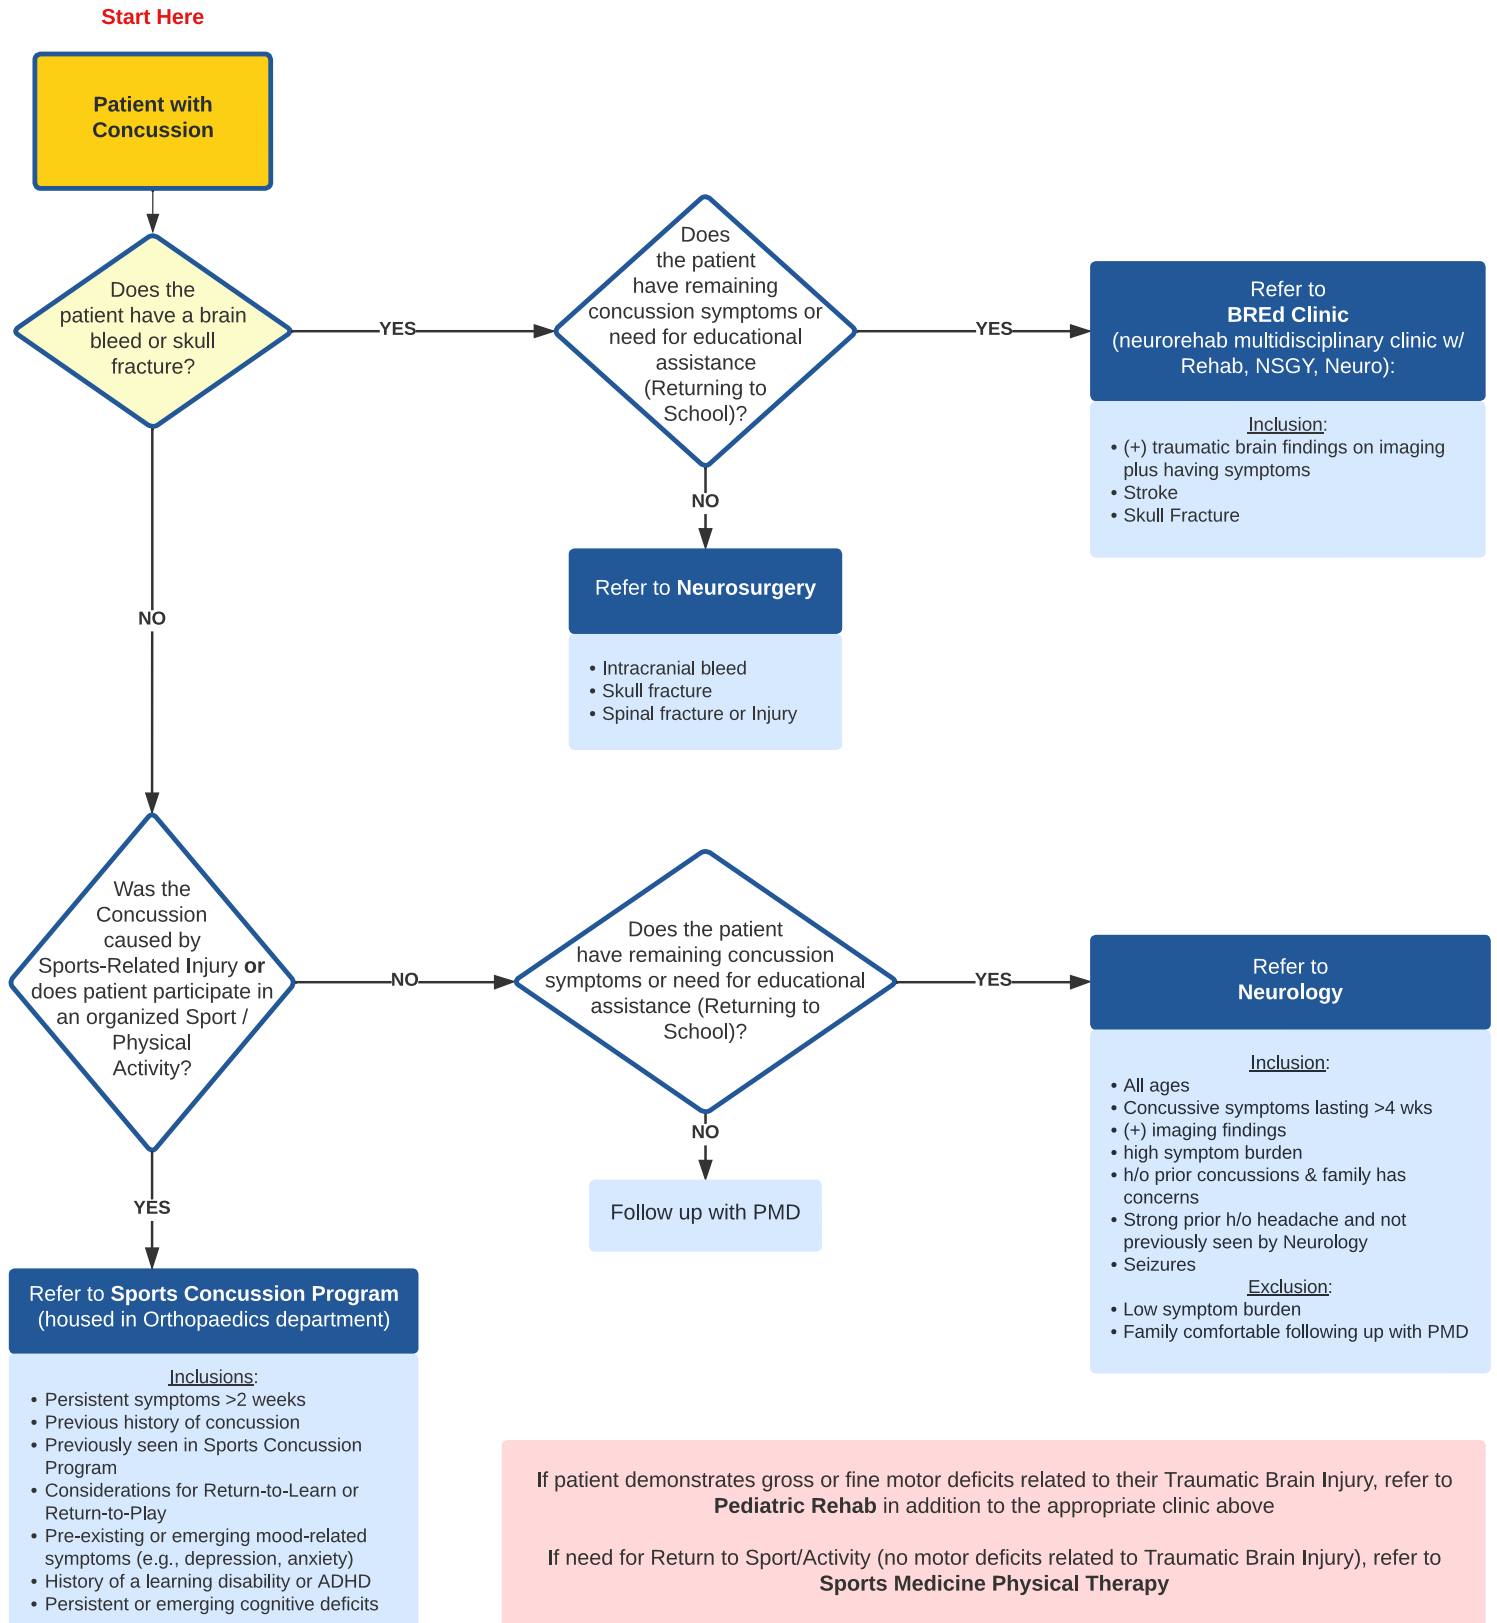 Start Here
Patient with
Concussion
Does the
patient have a brain
bleed or skull
fracture?
YES
Does
the patient
have remaining
concussion symptoms or
need for educational
assistance
(Returning to
School)?
YES
Refer to
BREd Clinic
(neurorehab multidisciplinary clinic w/
Rehab, NSGY, Neuro):
Inclusion:
• (+) traumatic brain findings on imaging
plus having symptoms
• Stroke
• Skull Fracture
NO
Refer to Neurosurgery
• Intracranial bleed
• Skull fracture
• Spinal fracture or Injury
NO
Was the
Concussion
caused by
Sports-Related Injury or
does patient participate in
an organized Sport /
Physical
Activity?
NO
Does the patient
have remaining concussion
symptoms or need for educational
assistance (Returning to
School)?
YES
Refer to
Neurology
Inclusion:
• All ages
• Concussive symptoms lasting >4 wks
• (+) imaging findings
• high symptom burden
• h/o prior concussions & family has
concerns
• Strong prior h/o headache and not
previously seen by Neurology
• Seizures
Exclusion:
• Low symptom burden
• Family comfortable following up with PMD
NO
Follow up with PMD
YES
Refer to Sports Concussion Program
(housed in Orthopaedics department)
Inclusions:
• Persistent symptoms >2 weeks
• Previous history of concussion
• Previously seen in Sports Concussion
Program
• Considerations for Return-to-Learn or
Return-to-Play
• Pre-existing or emerging mood-related
symptoms (e.g., depression, anxiety)
• History of a learning disability or ADHD
• Persistent or emerging cognitive deficits
If patient demonstrates gross or fine motor deficits related to their Traumatic Brain Injury, refer to
Pediatric Rehab in addition to the appropriate clinic above
If need for Return to Sport/Activity (no motor deficits related to Traumatic Brain Injury), refer to
Sports Medicine Physical Therapy